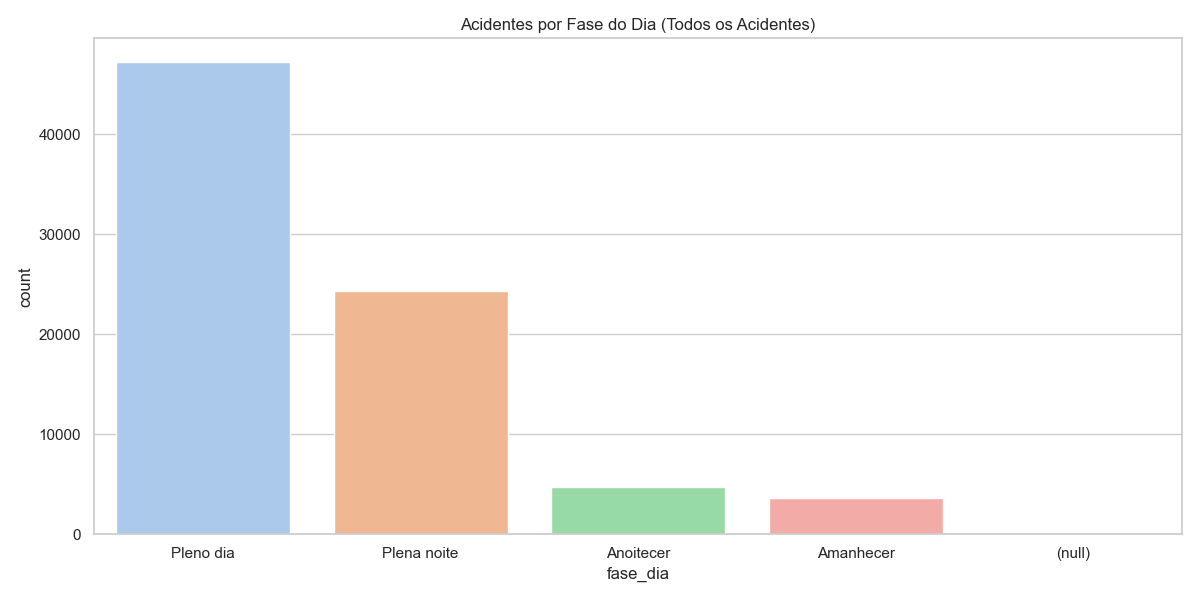 Acidentes por Fase do Dia (Todos os Acidentes)
count
40000
30000
20000
10000
0
Pleno dia Plena noite Anoitecer Amanhecer (null)
fase_dia